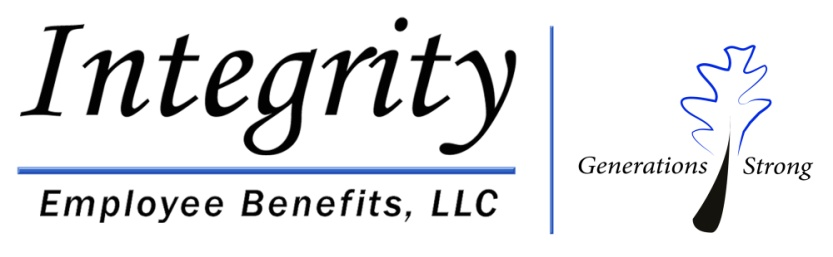 Integrity
Employee Benefits, LLC
Generations Strong